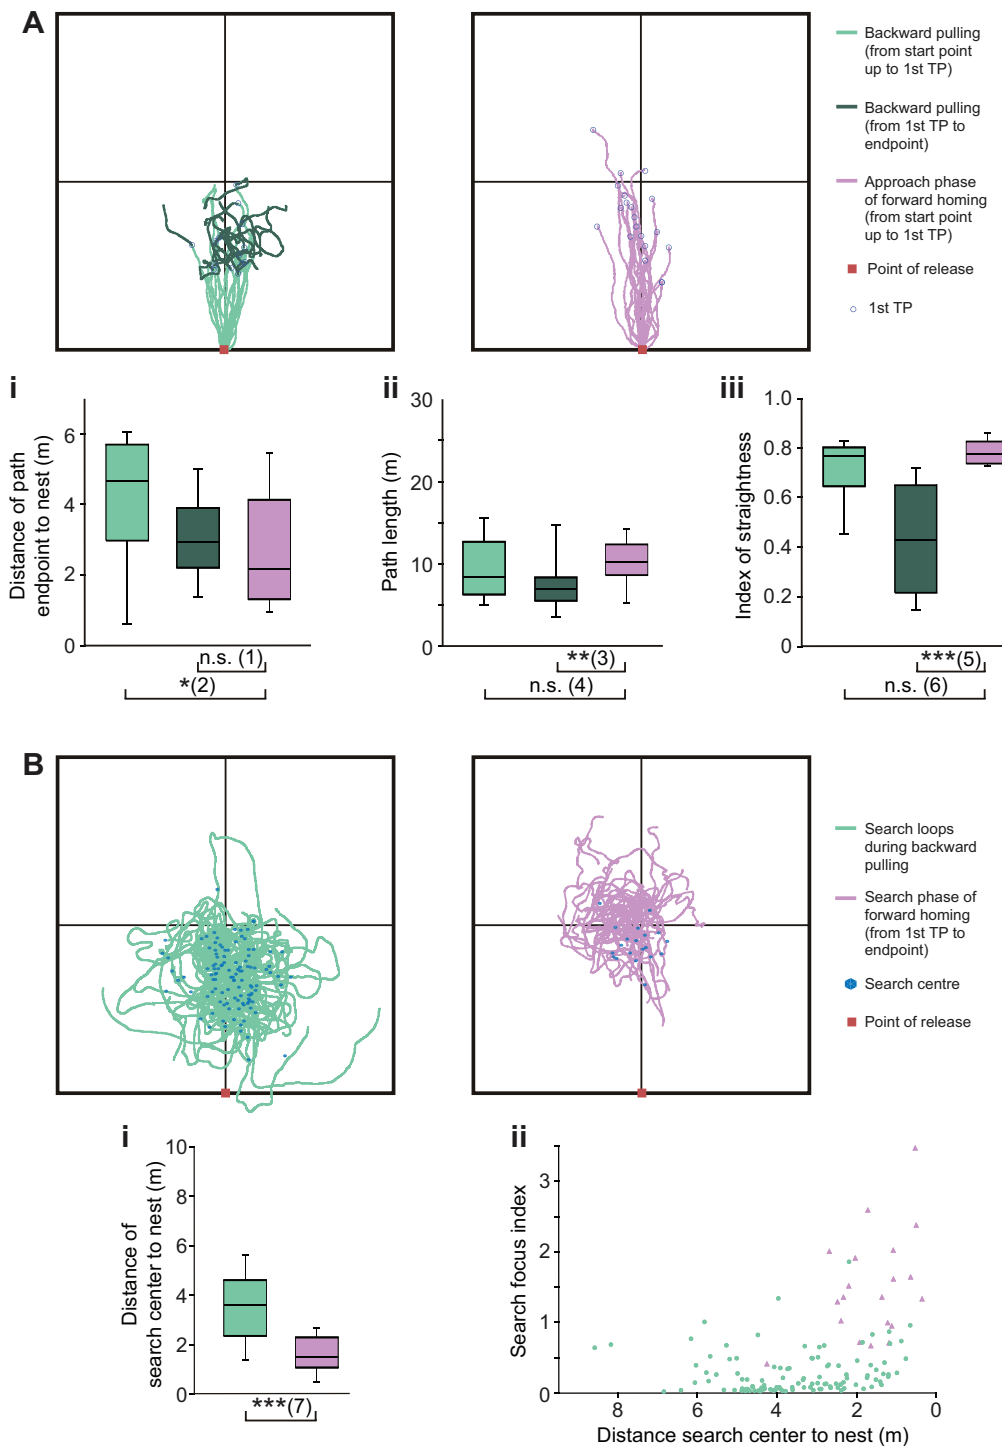 A
Backward pulling
(from start point
up to 1st TP)
Backward pulling
(from 1st TP to
endpoint)
Approach phase
of forward homing
(from start point
up to 1st TP)
Point of release
1st TP
i
Distance of path
endpoint to nest (m)
6
4
2
0
n.s. (1)
*(2)
ii
Path length (m)
30
20
10
0
**(3)
n.s. (4)
iii
Index of straightness
1.0
0.8
0.6
0.4
0.2
0
***(5)
n.s. (6)
B
Search loops
during backward
pulling
Search phase of
forward homing
(from 1st TP to
endpoint)
Search centre
Point of release
i
Distance of
search center to nest (m)
10
8
6
4
2
0
***(7)
ii
Search focus index
3
2
1
0
8 6 4 2 0
Distance search center to nest (m)